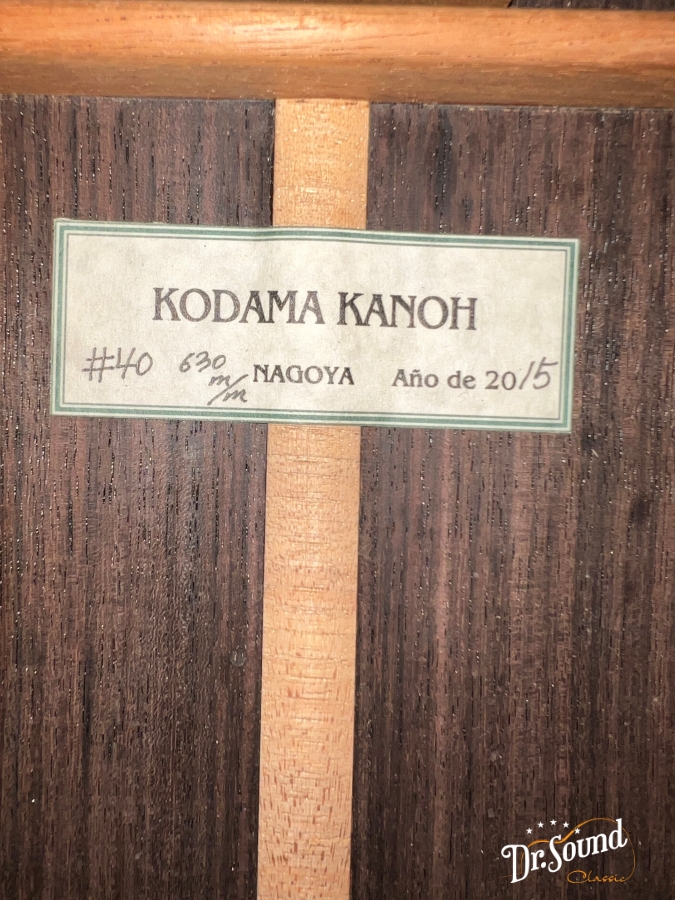 KODAMA KANOH
#40 630 m/m NAGOYA Año de 2015
Dr. Sound
Classic